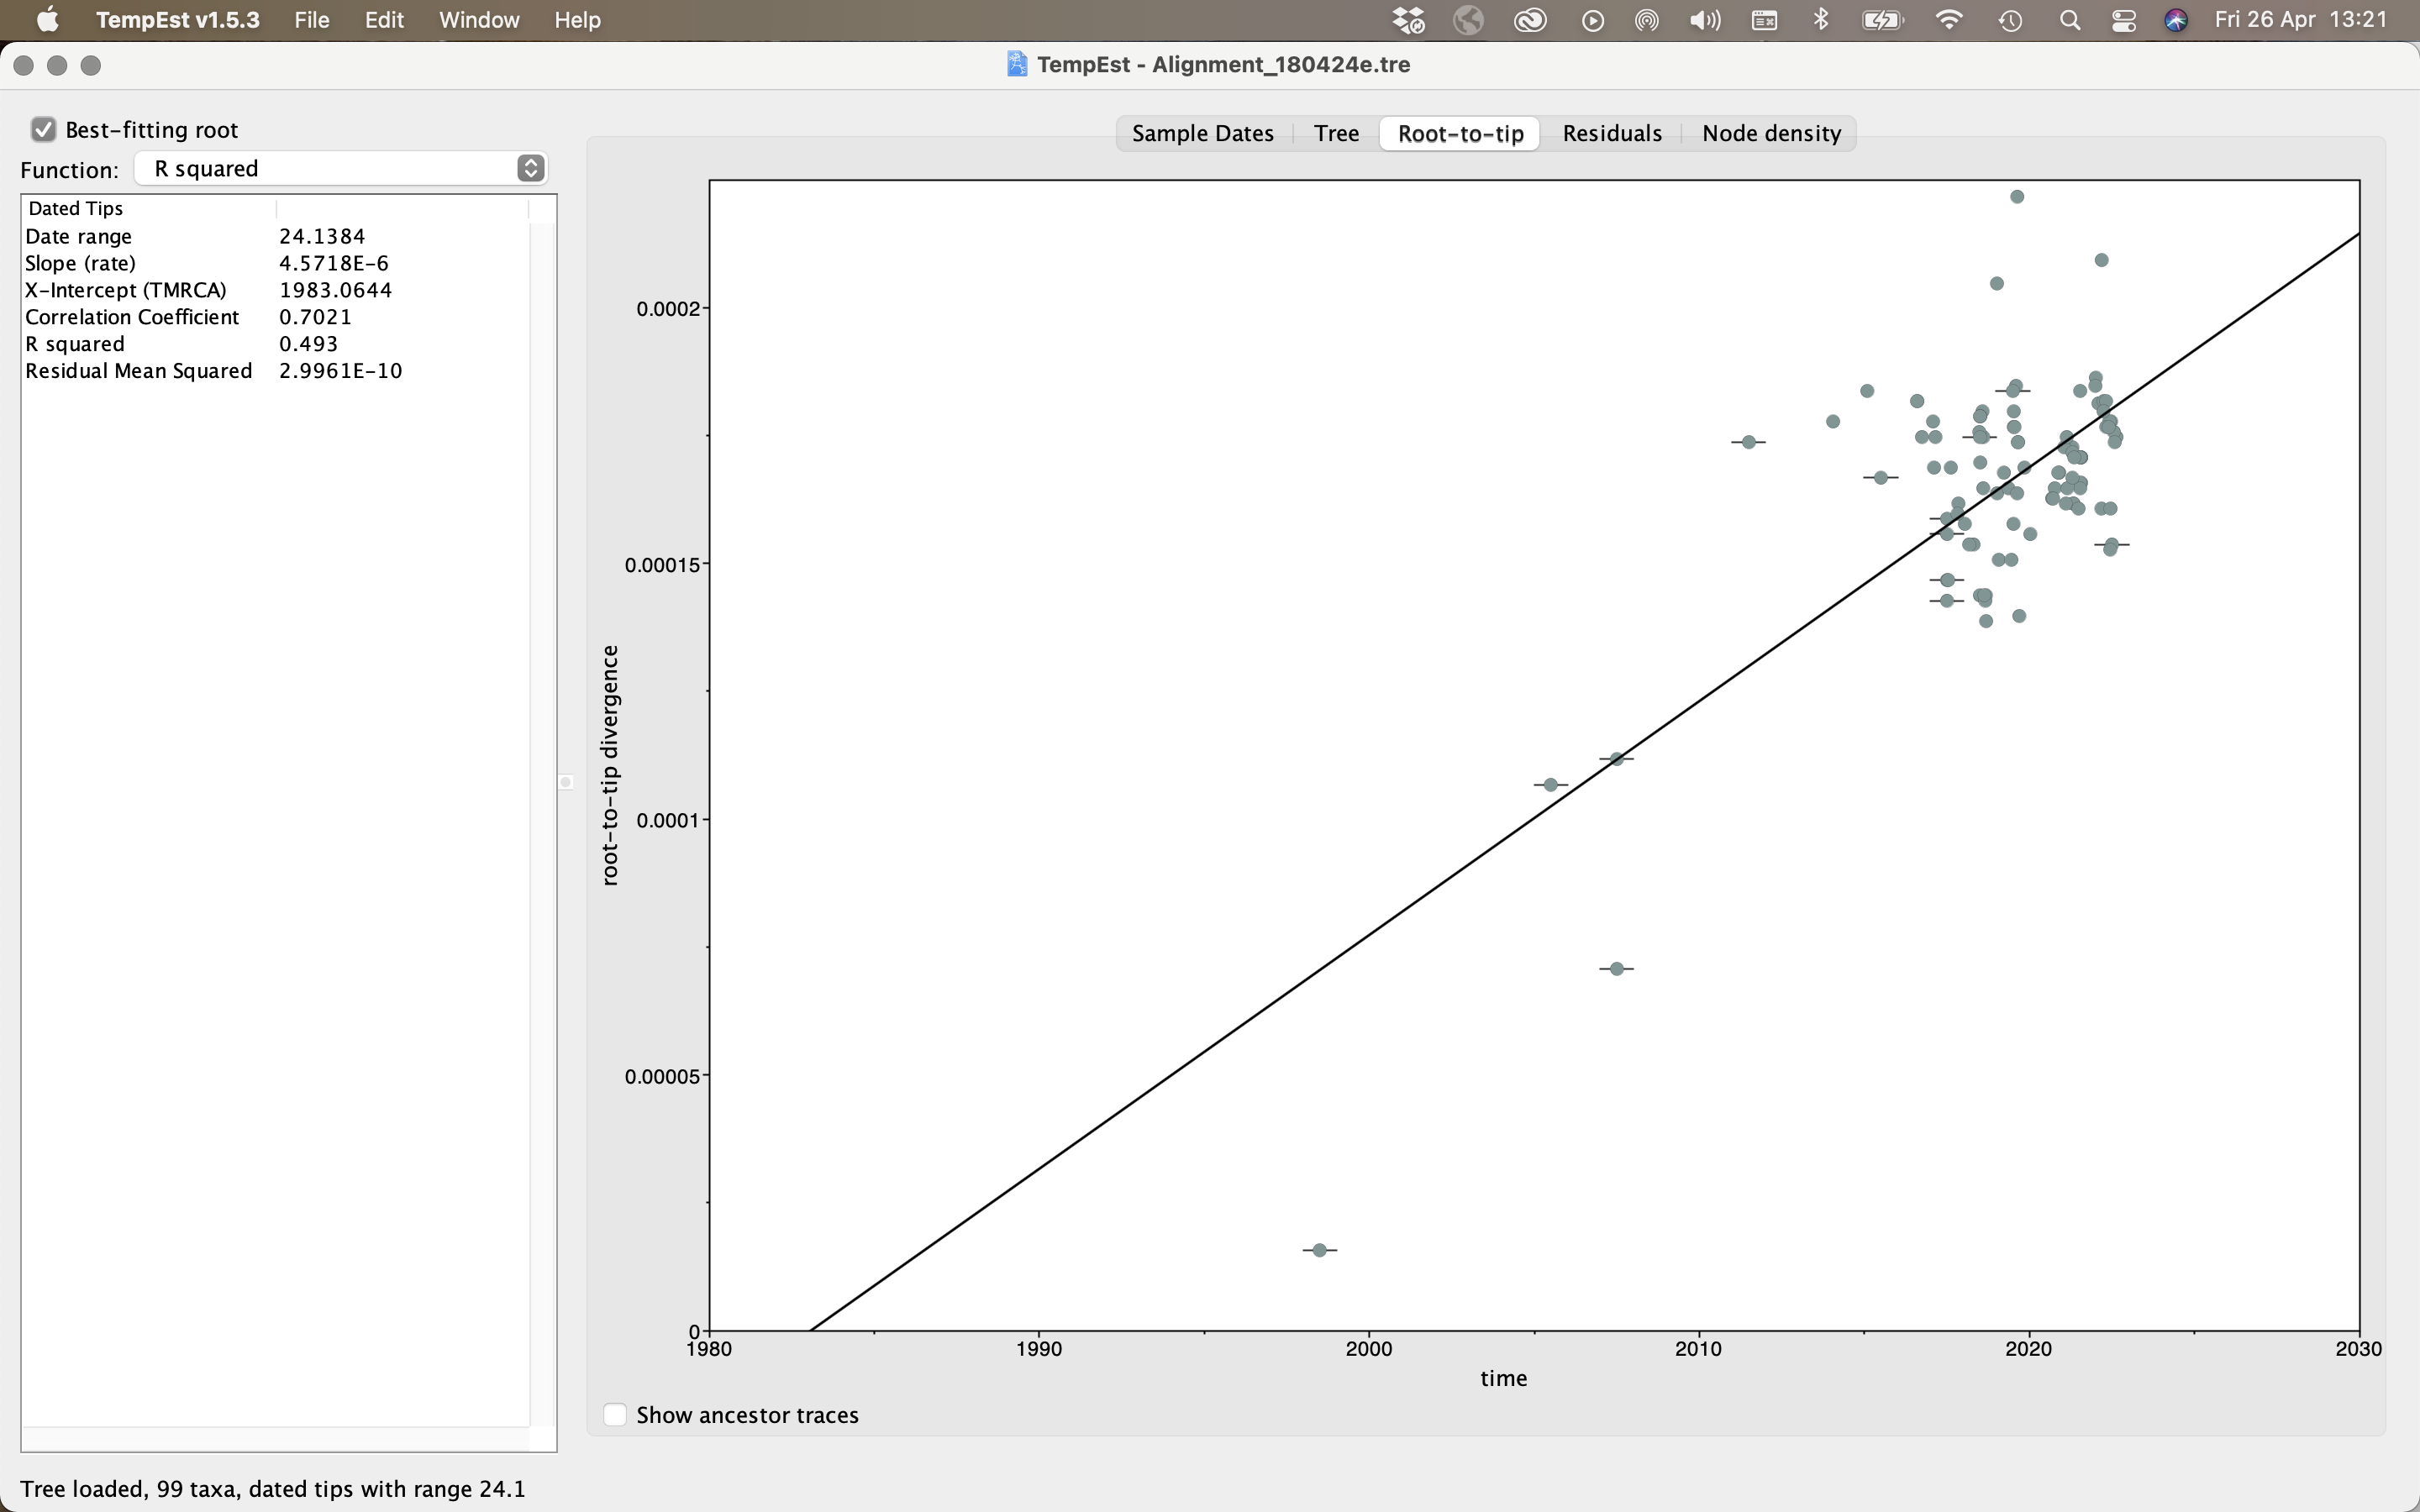 TempEst v1.5.3 File Edit Window Help Fri 26 Apr 13:21
TempEst - Alignment_180424e.tre
Best-fitting root
Function: R squared
Dated Tips
Date range 24.1384
Slope (rate) 4.5718E-6
X-Intercept (TMRCA) 1983.0644
Correlation Coefficient 0.7021
R squared 0.493
Residual Mean Squared 2.9961E-10
Sample Dates Tree Root-to-tip Residuals Node density
0.0002
0.00015
0.0001
0.00005
0
root-to-tip divergence
1980 1990 2000 2010 2020 2030
time
Show ancestor traces
Tree loaded, 99 taxa, dated tips with range 24.1